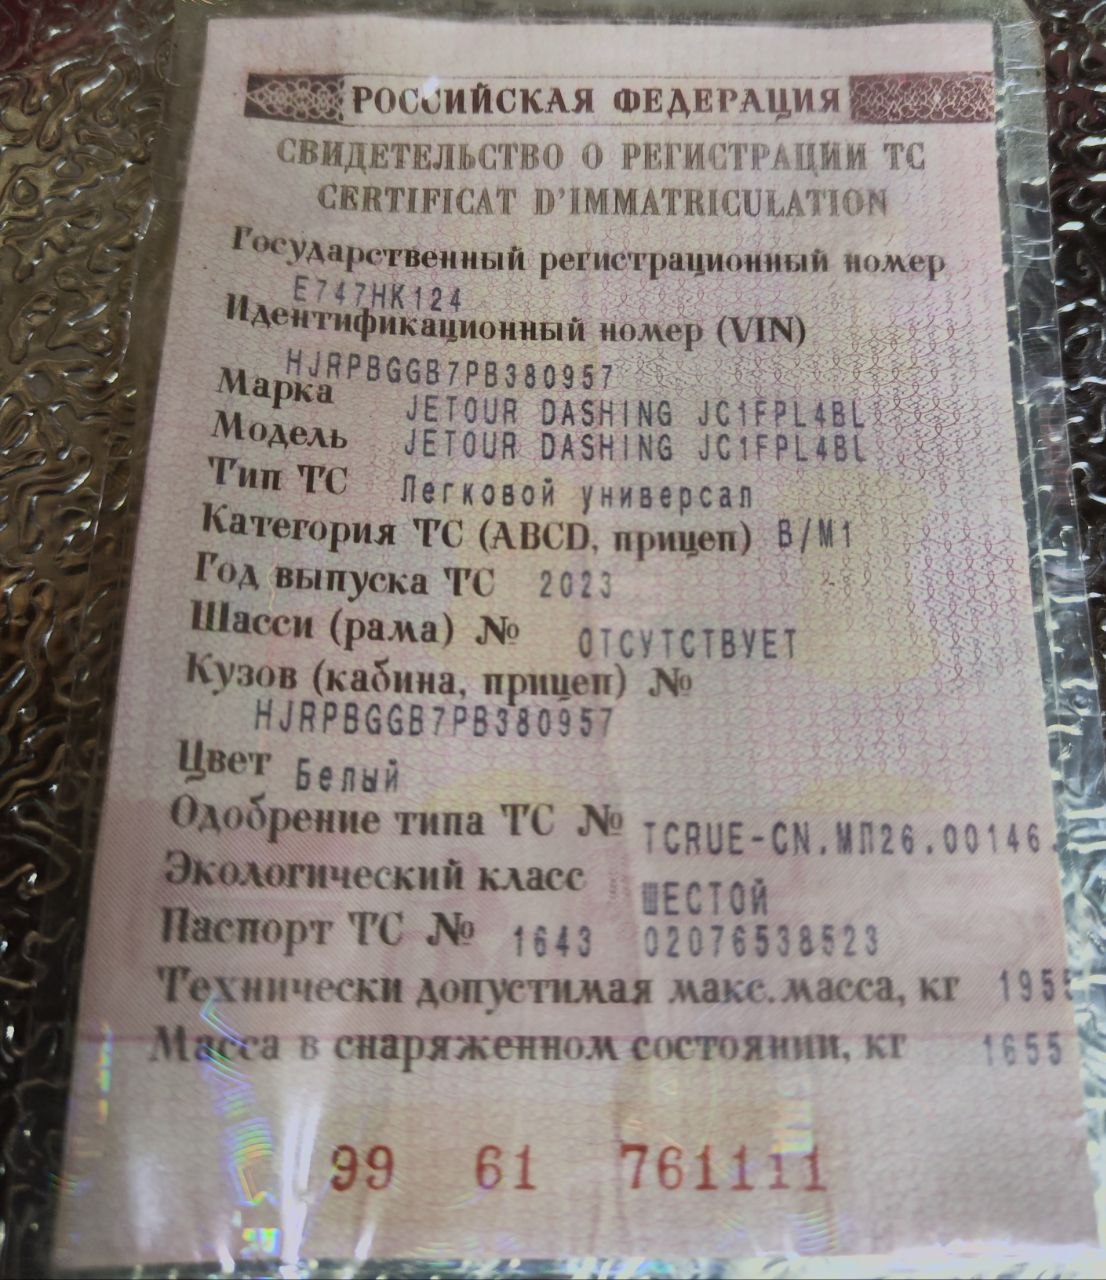 РОССИЙСКАЯ ФЕДЕРАЦИЯ
СВИДЕТЕЛЬСТВО О РЕГИСТРАЦИИ ТС
CERTIFICAT D'IMMATRICULATION
Государственный регистрационный номер
Е747НК124
Идентификационный номер (VIN)
HJRPBGGB7PB380957
Марка JETOUR DASHING JC1FPL4BL
Модель JETOUR DASHING JC1FPL4BL
Тип ТС Легковой универсал
Категория ТС (ABCD, прицеп) B/M1
Год выпуска ТС 2023
Шасси (рама) № ОТСУТСТВУЕТ
Кузов (кабина, прицеп) №
HJRPBGGB7PB380957
Цвет Белый
Одобрение типа ТС № TCRUE-CN.МП26.00146.
Экологический класс ШЕСТОЙ
Паспорт ТС № 1643 02076538523
Технически допустимая макс.масса, кг 1955
Масса в снаряженном состоянии, кг 1655
99 61 761111